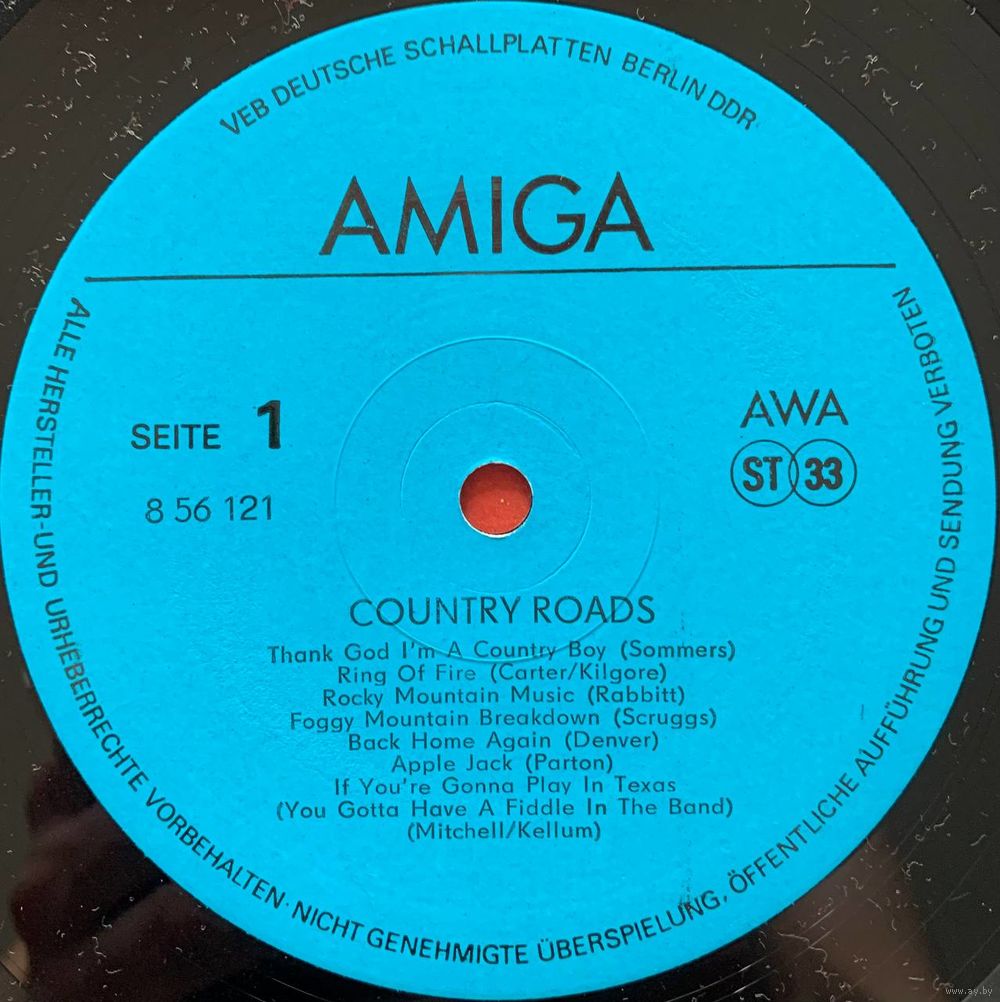 VEB DEUTSCHE SCHALLPLATTEN BERLIN DDR
AMIGA
SEITE 1
8 56 121
AWA
ST 33
COUNTRY ROADS
Thank God I'm A Country Boy (Sommers)
Ring Of Fire (Carter/Kilgore)
Rocky Mountain Music (Rabbitt)
Foggy Mountain Breakdown (Scruggs)
Back Home Again (Denver)
Apple Jack (Parton)
If You're Gonna Play In Texas
(You Gotta Have A Fiddle In The Band)
(Mitchell/Kellum)
ALLE HERSTELLER-UND URHEBERRECHTE VORBEHALTEN · NICHT GENEHMIGTE ÜBERSPIELUNG, ÖFFENTLICHE AUFFÜHRUNG UND SENDUNG VERBOTEN
www.ay.by